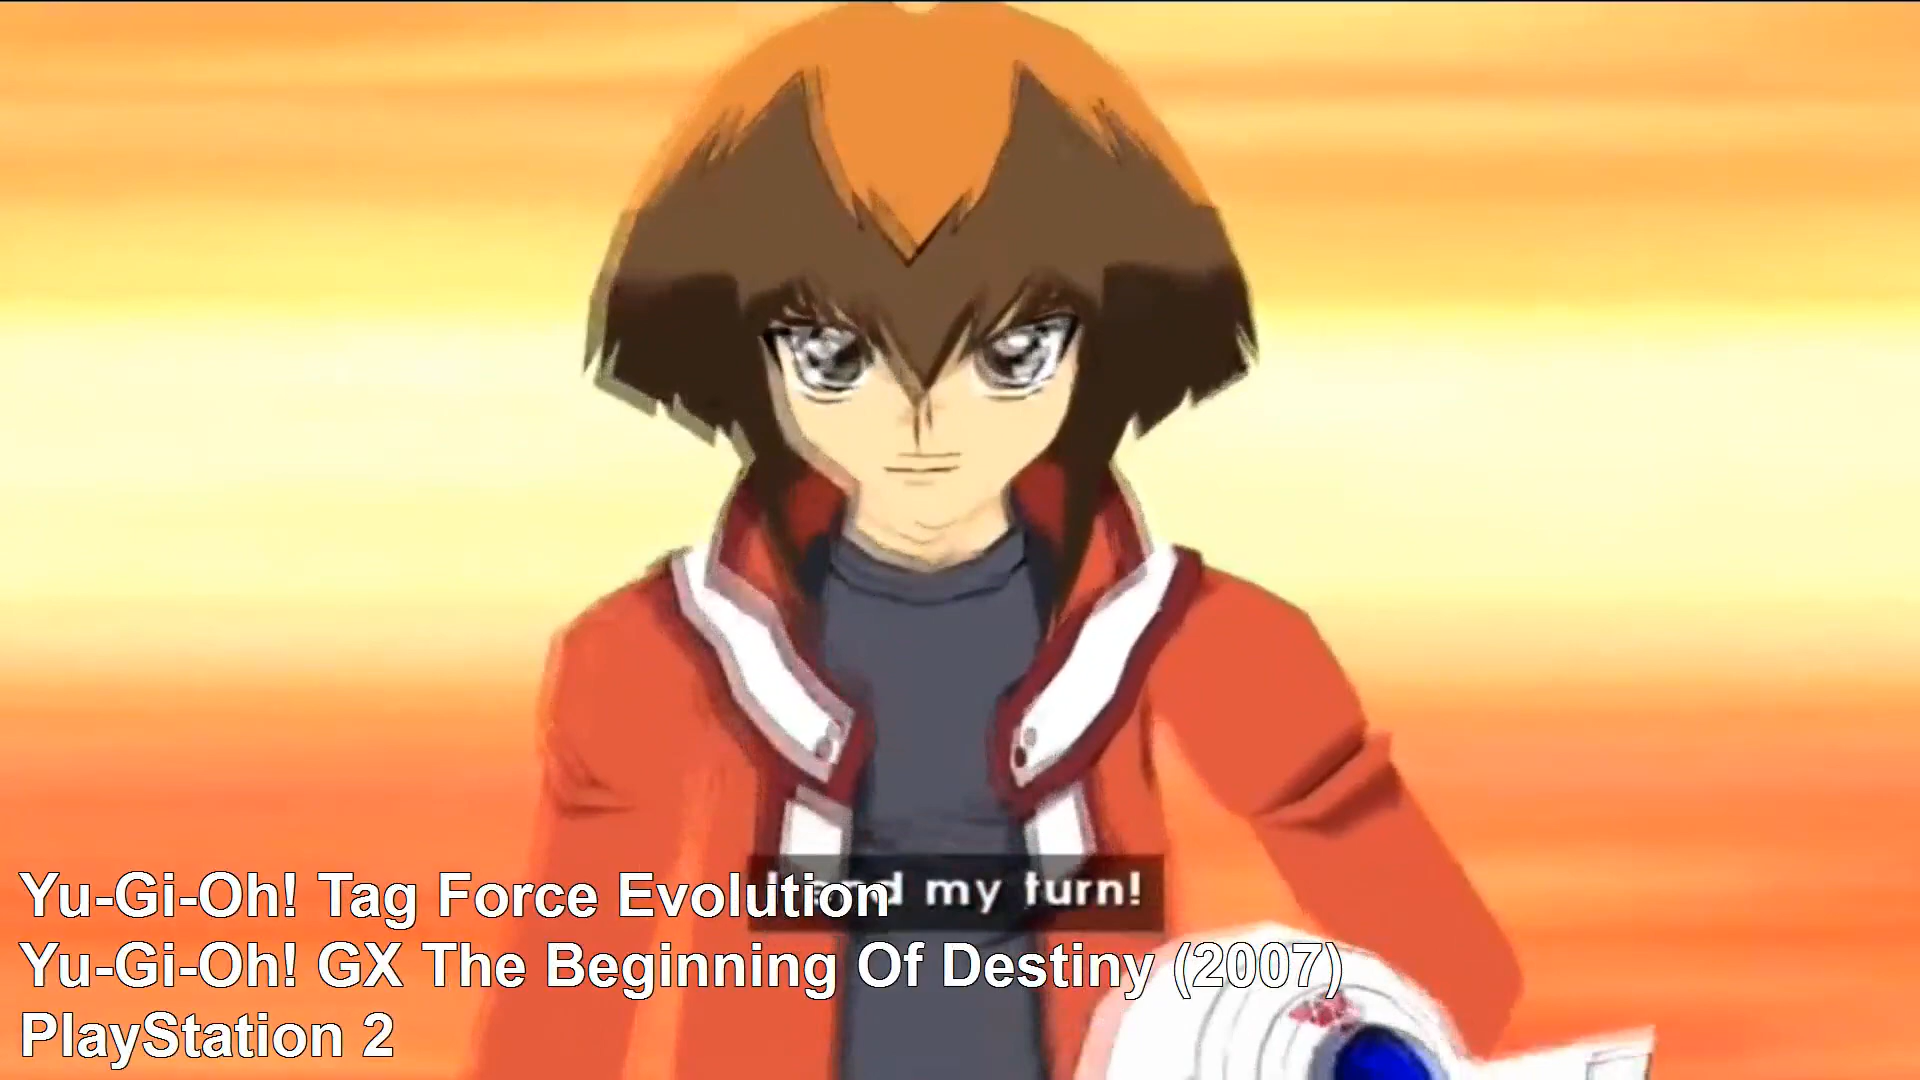 Yu-Gi-Oh! Tag Force Evolution
my turn!
Yu-Gi-Oh! GX The Beginning Of Destiny (2007)
PlayStation 2